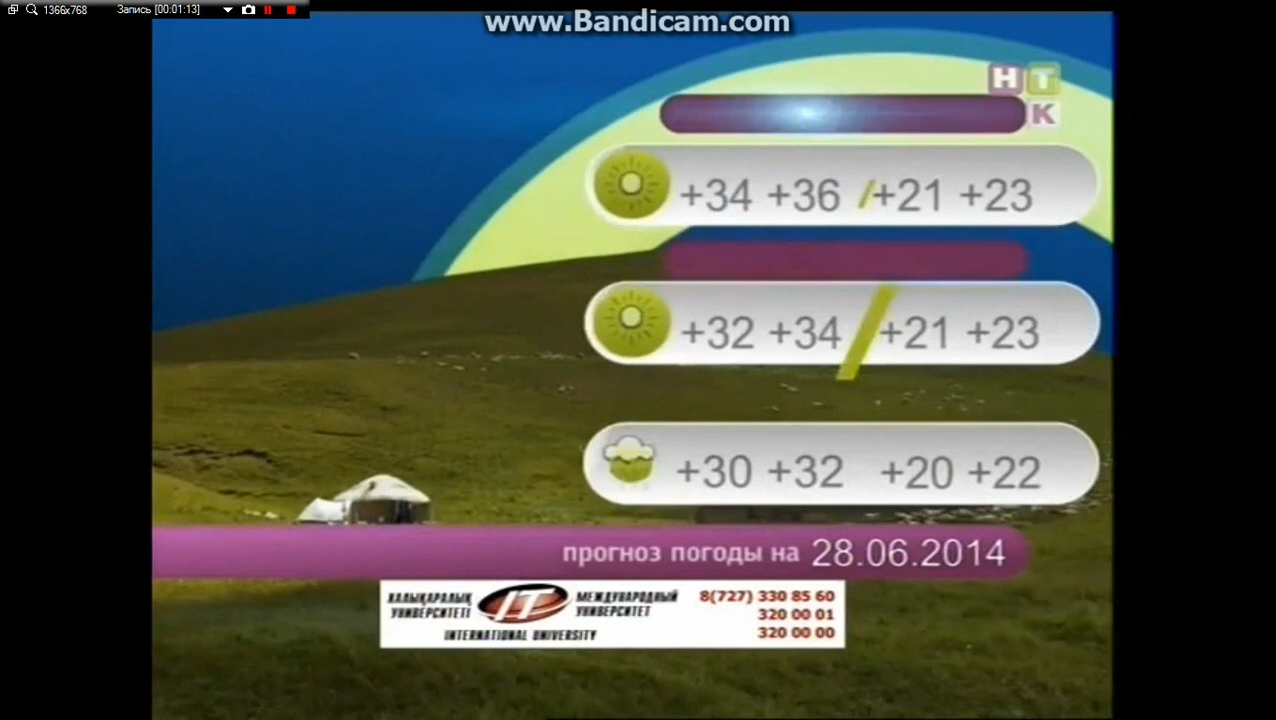 1366x768 Запись [00:01:13]
www.Bandicam.com
НТ
К
+34 +36 /+21 +23
+32 +34 /+21 +23
+30 +32 +20 +22
прогноз погоды на 28.06.2014
ХАЛЫҚАРАЛЫҚ
УНИВЕРСИТЕТІ
IT
МЕЖДУНАРОДНЫЙ
УНИВЕРСИТЕТ
INTERNATIONAL UNIVERSITY
8(727) 330 85 60
320 00 01
320 00 00